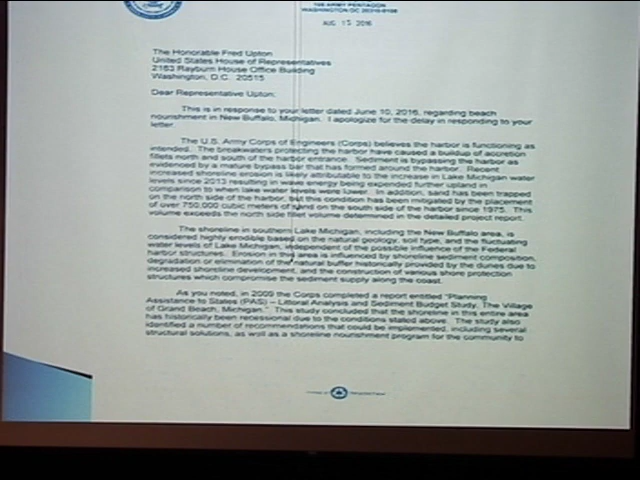 108 ARMY PENTAGON
WASHINGTON DC 20310-0108
AUG 15 2016
The Honorable Fred Upton
United States House of Representatives
2183 Rayburn House Office Building
Washington, D.C. 20515
Dear Representative Upton:
This is in response to your letter dated June 10, 2016, regarding beach
nourishment in New Buffalo, Michigan. I apologize for the delay in responding to your
letter.
The U.S. Army Corps of Engineers (Corps) believes the harbor is functioning as
intended. The breakwaters protecting the harbor have caused a buildup of accretion
fillets north and south of the harbor entrance. Sediment is bypassing the harbor as
evidenced by a mature bypass bar that has formed around the harbor. Recent
increased shoreline erosion is likely attributable to the increase in Lake Michigan water
levels since 2013 resulting in wave energy being expended further upland in
comparison to when lake water levels were lower. In addition, sand has been trapped
on the north side of the harbor, but this condition has been mitigated by the placement
of over 750,000 cubic meters of sand on the south side of the harbor since 1975. This
volume exceeds the north side fillet volume determined in the detailed project report.
The shoreline in southern Lake Michigan, including the New Buffalo area, is
considered highly erodible based on the natural geology, soil type, and the fluctuating
water levels of Lake Michigan, independent of the possible influence of the Federal
harbor structures. Erosion in this area is influenced by shoreline sediment composition,
degradation or elimination of the natural buffer historically provided by the dunes due to
increased shoreline development, and the construction of various shore protection
structures which compromise the sediment supply along the coast.
As you noted, in 2009 the Corps completed a report entitled "Planning
Assistance to States (PAS) – Littoral Analysis and Sediment Budget Study, The Village
of Grand Beach, Michigan." This study concluded that the shoreline in this entire area
has historically been recessional due to the conditions stated above. The study also
identified a number of recommendations that could be implemented, including several
structural solutions, as well as a shoreline nourishment program for the community to